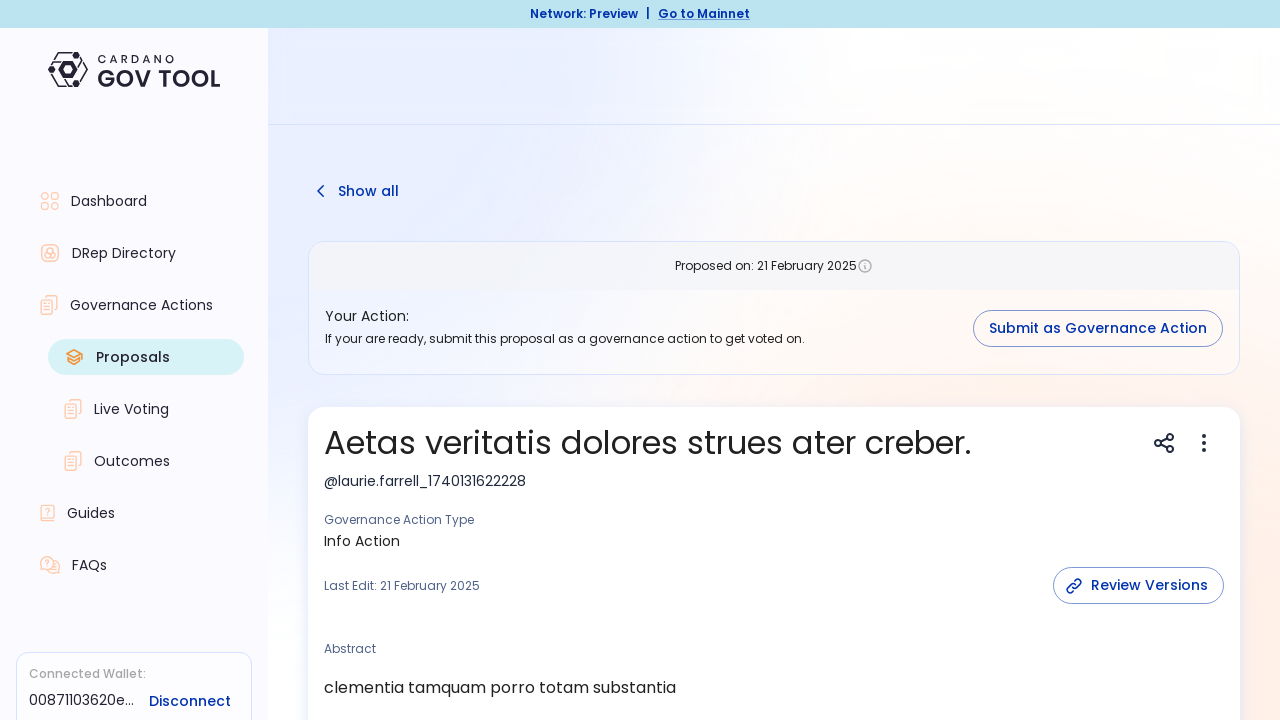 Network: Preview | Go to Mainnet
CARDANO
GOV TOOL
Dashboard
DRep Directory
Governance Actions
Proposals
Live Voting
Outcomes
Guides
FAQs
Connected Wallet:
00871103620e...
Disconnect
Show all
Proposed on: 21 February 2025
Your Action:
If your are ready, submit this proposal as a governance action to get voted on.
Submit as Governance Action
Aetas veritatis dolores strues ater creber.
@laurie.farrell_1740131622228
Governance Action Type
Info Action
Last Edit: 21 February 2025
Review Versions
Abstract
clementia tamquam porro totam substantia